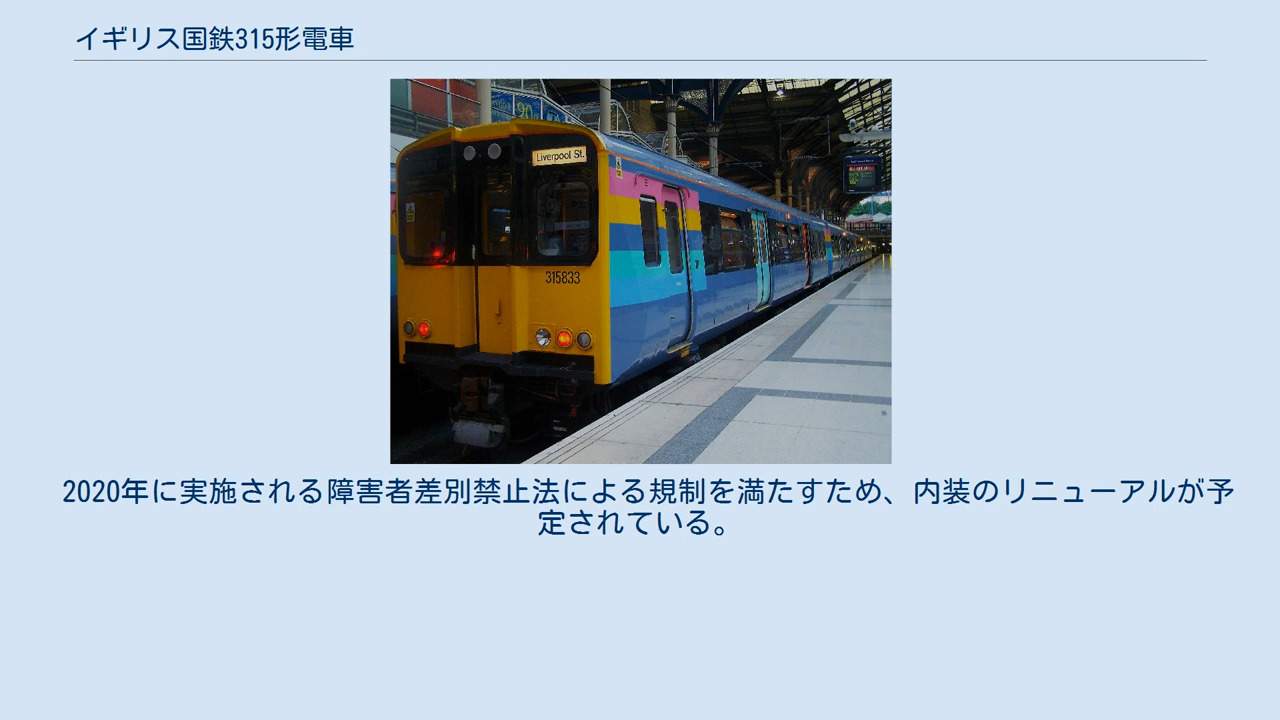 イギリス国鉄315形電車
Liverpool St.
315833
2020年に実施される障害者差別禁止法による規制を満たすため、内装のリニューアルが予
定されている。